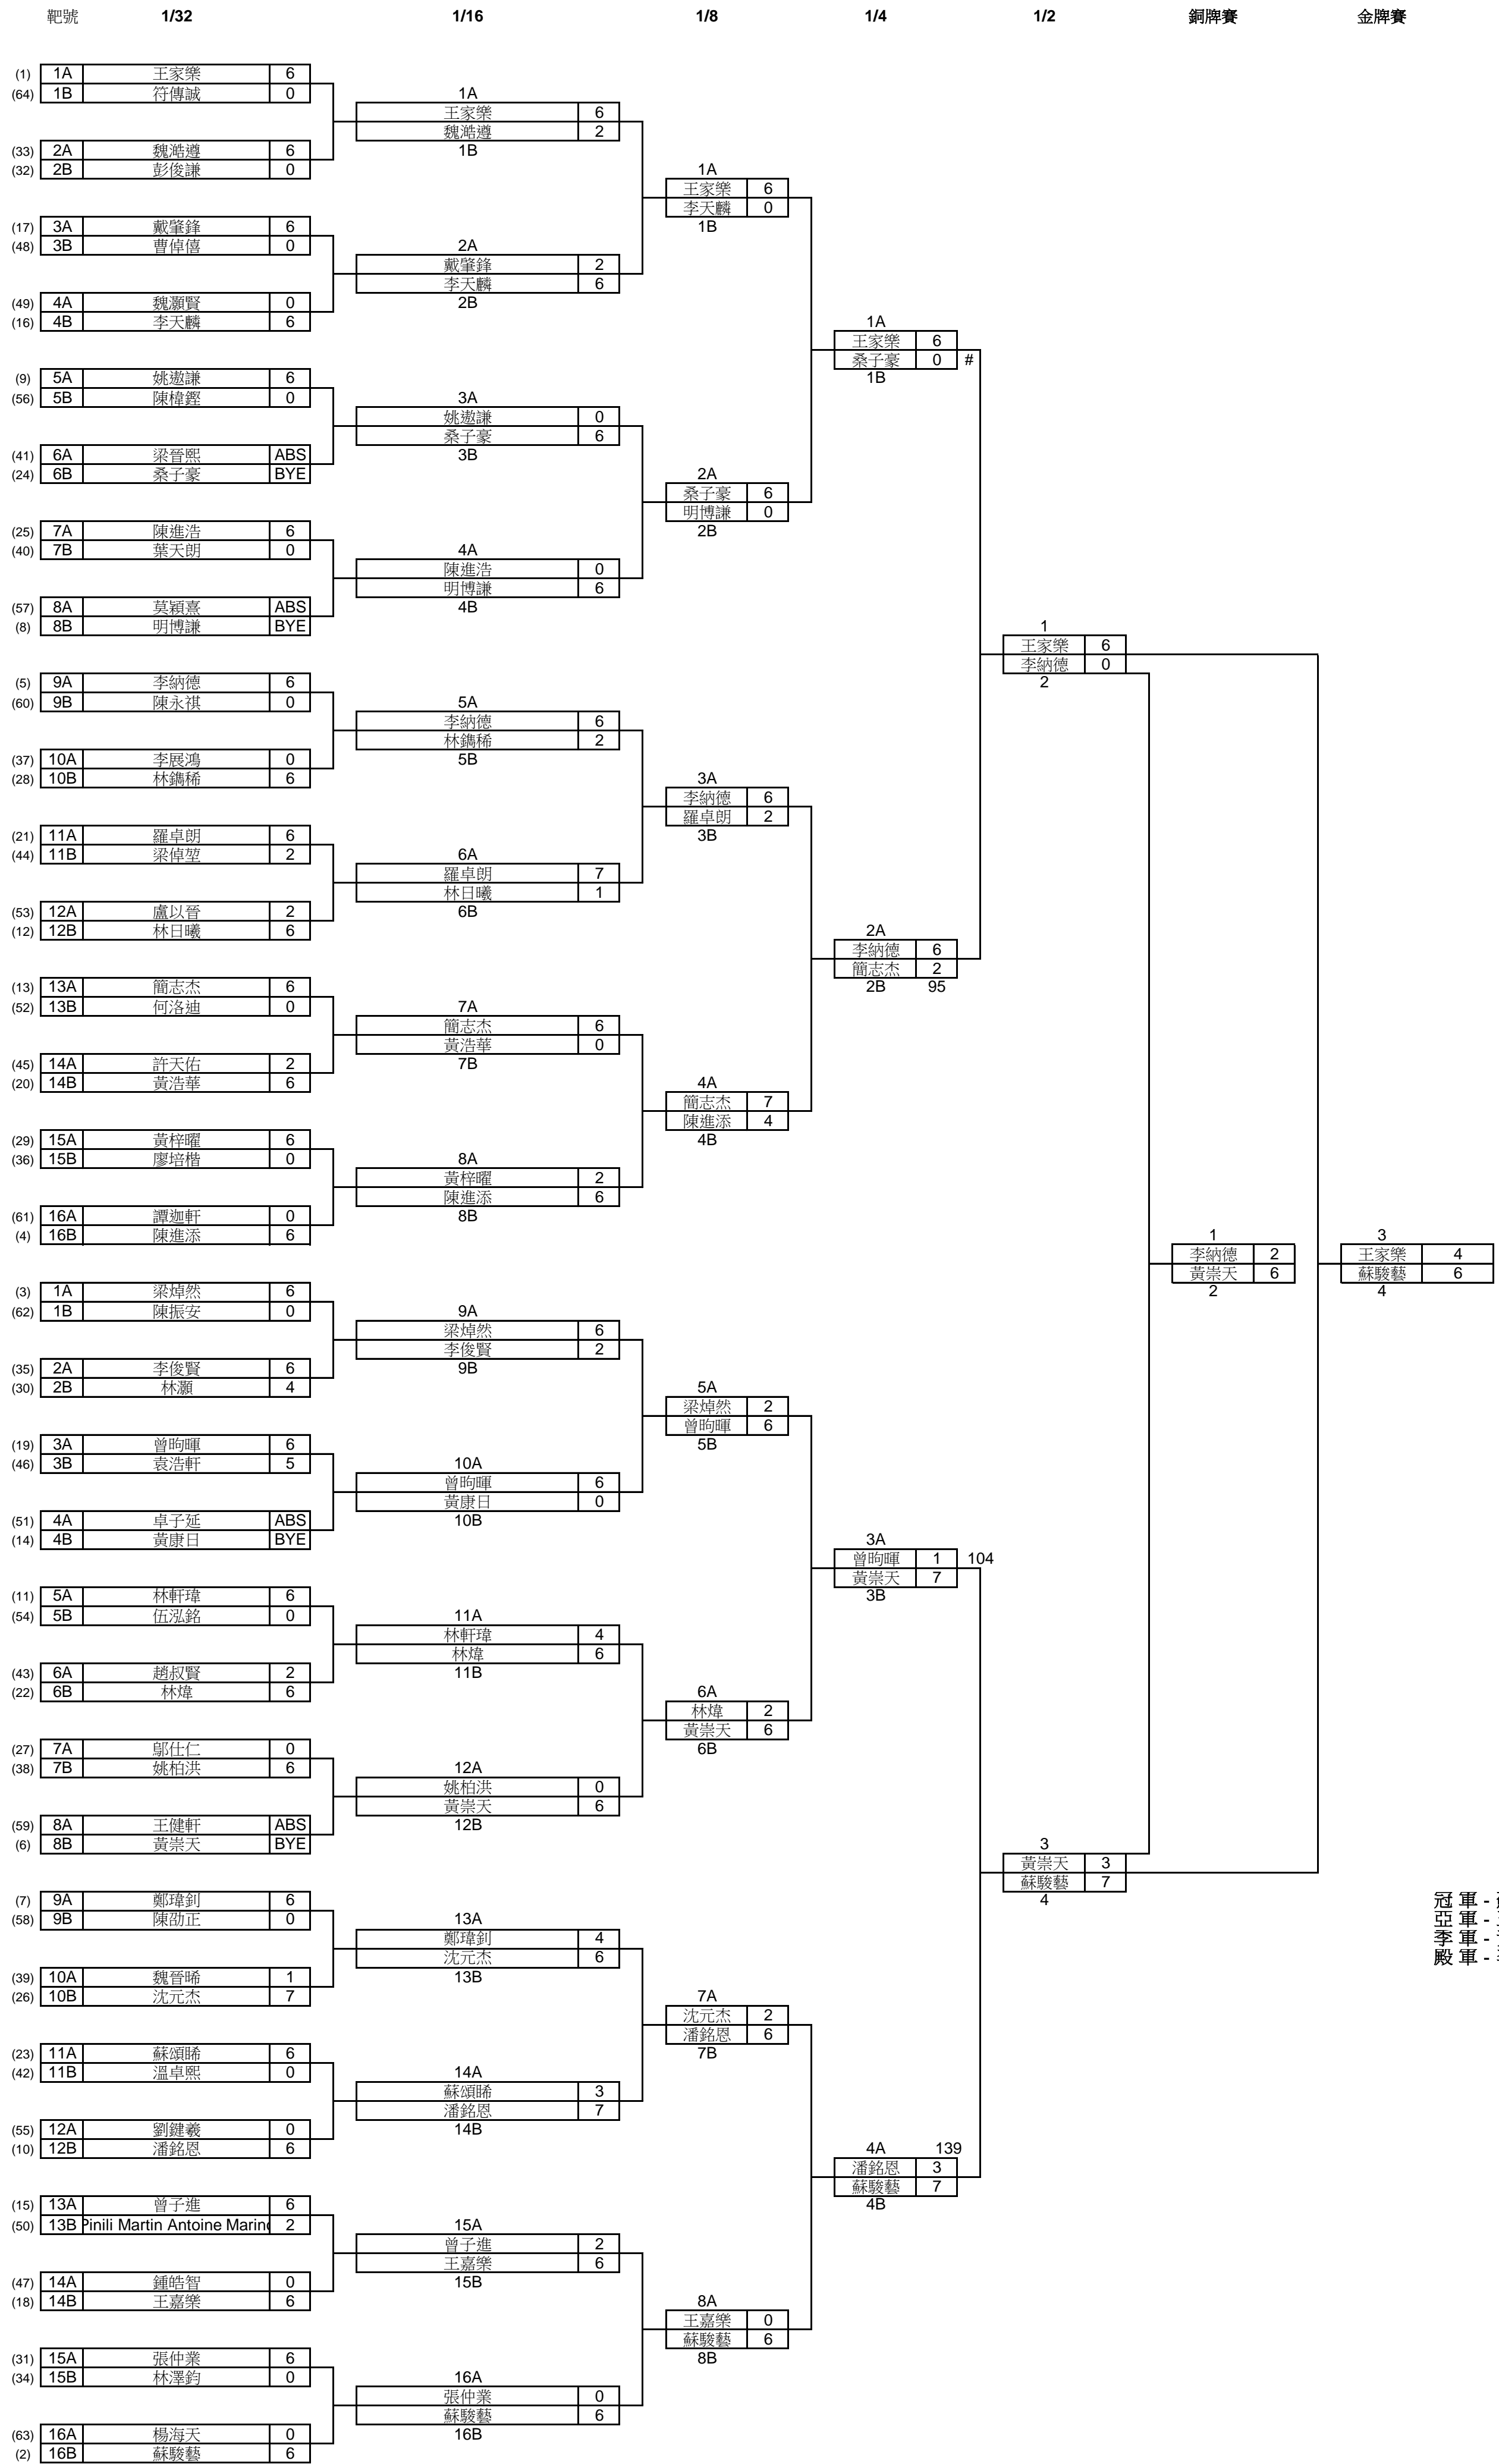 靶號 1/32 1/16 1/8 1/4 1/2 銅牌賽 金牌賽
(1) 1A 王家樂 6
(64) 1B 符傳誠 0
1A
王家樂 6
魏澔遵 2
1B
(33) 2A 魏澔遵 6
(32) 2B 彭俊謙 0
1A
王家樂 6
李天麟 0
1B
(17) 3A 戴肇鋒 6
(48) 3B 曹倬僖 0
2A
戴肇鋒 2
李天麟 6
2B
(49) 4A 魏灝賢 0
(16) 4B 李天麟 6
1A
王家樂 6
桑子豪 0 #
1B
(9) 5A 姚遨謙 6
(56) 5B 陳椲鏗 0
3A
姚遨謙 0
桑子豪 6
3B
(41) 6A 梁晉熙 ABS
(24) 6B 桑子豪 BYE
2A
桑子豪 6
明博謙 0
2B
(25) 7A 陳進浩 6
(40) 7B 葉天朗 0
4A
陳進浩 0
明博謙 6
4B
(57) 8A 莫穎熹 ABS
(8) 8B 明博謙 BYE
1
王家樂 6
李納德 0
2
(5) 9A 李納德 6
(60) 9B 陳永祺 0
5A
李納德 6
林鐫稀 2
5B
(37) 10A 李展鴻 0
(28) 10B 林鐫稀 6
3A
李納德 6
羅卓朗 2
3B
(21) 11A 羅卓朗 6
(44) 11B 梁倬堃 2
6A
羅卓朗 7
林日曦 1
6B
(53) 12A 盧以晉 2
(12) 12B 林日曦 6
2A
李納德 6
簡志杰 2
2B 95
(13) 13A 簡志杰 6
(52) 13B 何洛迪 0
7A
簡志杰 6
黃浩華 0
7B
(45) 14A 許天佑 2
(20) 14B 黃浩華 6
4A
簡志杰 7
陳進添 4
4B
(29) 15A 黃梓曜 6
(36) 15B 廖培楷 0
8A
黃梓曜 2
陳進添 6
8B
(61) 16A 譚迦軒 0
(4) 16B 陳進添 6
1
李納德 2
黃崇天 6
2
3
王家樂 4
蘇駿藝 6
4
(3) 1A 梁焯然 6
(62) 1B 陳振安 0
9A
梁焯然 6
李俊賢 2
9B
(35) 2A 李俊賢 6
(30) 2B 林灝 4
5A
梁焯然 2
曾昫暉 6
5B
(19) 3A 曾昫暉 6
(46) 3B 袁浩軒 5
10A
曾昫暉 6
黃康日 0
10B
(51) 4A 卓子延 ABS
(14) 4B 黃康日 BYE
3A
曾昫暉 1 104
黃崇天 7
3B
(11) 5A 林軒瑋 6
(54) 5B 伍泓銘 0
11A
林軒瑋 4
林煒 6
11B
(43) 6A 趙叔賢 2
(22) 6B 林煒 6
6A
林煒 2
黃崇天 6
6B
(27) 7A 鄔仕仁 0
(38) 7B 姚柏洪 6
12A
姚柏洪 0
黃崇天 6
12B
(59) 8A 王健軒 ABS
(6) 8B 黃崇天 BYE
3
黃崇天 3
蘇駿藝 7
4
(7) 9A 鄭瑋釗 6
(58) 9B 陳劭正 0
13A
鄭瑋釗 4
沈元杰 6
13B
冠 軍 -
亞 軍 -
季 軍 -
殿 軍 -
(39) 10A 魏晉晞 1
(26) 10B 沈元杰 7
7A
沈元杰 2
潘銘恩 6
7B
(23) 11A 蘇頌晞 6
(42) 11B 溫卓熙 0
14A
蘇頌晞 3
潘銘恩 7
14B
(55) 12A 劉鍵羲 0
(10) 12B 潘銘恩 6
4A 139
潘銘恩 3
蘇駿藝 7
4B
(15) 13A 曾子進 6
(50) 13B Pinili Martin Antoine Marino 2
15A
曾子進 2
王嘉樂 6
15B
(47) 14A 鍾皓智 0
(18) 14B 王嘉樂 6
8A
王嘉樂 0
蘇駿藝 6
8B
(31) 15A 張仲業 6
(34) 15B 林澤鈞 0
16A
張仲業 0
蘇駿藝 6
16B
(63) 16A 楊海天 0
(2) 16B 蘇駿藝 6